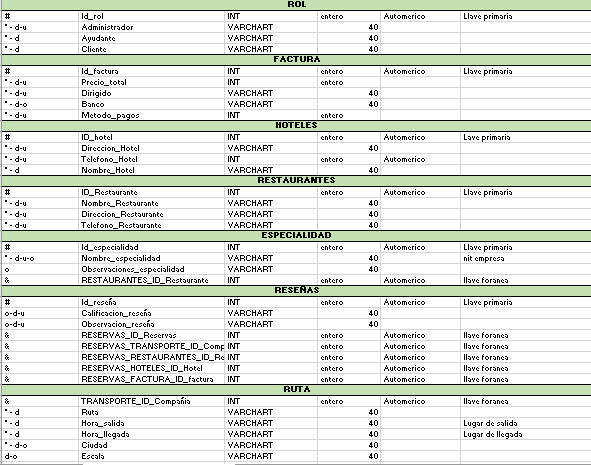 ROL
# Id_rol INT entero Automerico Llave primaria
* - d-u Administrador VARCHART 40
* - d Ayudante VARCHART 40
* - d Cliente VARCHART 40
FACTURA
# Id_factura INT entero Automerico Llave primaria
* - d-u Precio_total INT entero
* - d-u Dirigido VARCHART 40
* - d-o Banco VARCHART 40
* - d-u Metodo_pagos INT entero
HOTELES
# ID_hotel INT entero Automerico Llave primaria
* - d-u Direccion_Hotel VARCHART 40
* - d Telefono_Hotel INT entero Automerico
* - d Nombre_Hotel VARCHART 40
RESTAURANTES
# ID_Restaurante INT entero Automerico Llave primaria
* - d-u Nombre_Restaurante VARCHART 40
* - d-u Direccion_Restaurante VARCHART 40
* - d-u Telefono_Restaurante VARCHART 40
ESPECIALIDAD
# Id_especialidad INT entero Automerico Llave primaria
* - d-u-o Nombre_especialidad VARCHART 40 nit empresa
o Observaciones_especialidad VARCHART 40
& RESTAURANTES_ID_Restaurante INT entero Automerico llave foranea
RESEÑAS
# Id_reseña INT entero Automerico Llave primaria
o-d-u Calificacion_reseña VARCHART 40
o-d-u Observacion_reseña VARCHART 40
& RESERVAS_ID_Reservas INT entero Automerico llave foranea
& RESERVAS_TRANSPORTE_ID_Comp INT entero Automerico llave foranea
& RESERVAS_RESTAURANTES_ID_Re INT entero Automerico llave foranea
& RESERVAS_HOTELES_ID_Hotel INT entero Automerico llave foranea
& RESERVAS_FACTURA_ID_factura INT entero Automerico llave foranea
RUTA
& TRANSPORTE_ID_Compañia INT entero Automerico llave foranea
* - d Ruta VARCHART 40
* - d Hora_salida VARCHART 40 Lugar de salida
* - d Hora_llegada VARCHART 40 Lugar de llegada
* - d-o Ciudad VARCHART 40
d-o Escala VARCHART 40